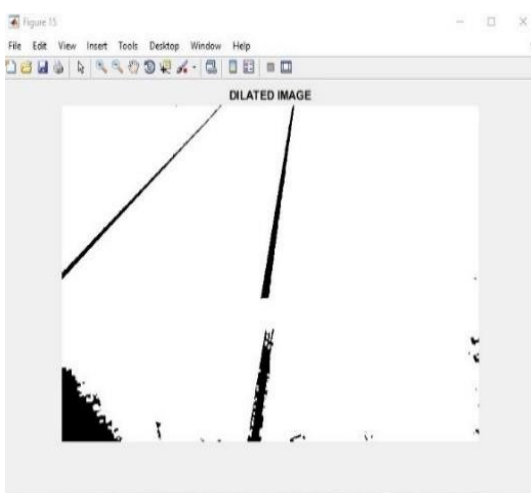 Figure 15
File Edit View Insert Tools Desktop Window Help
DILATED IMAGE